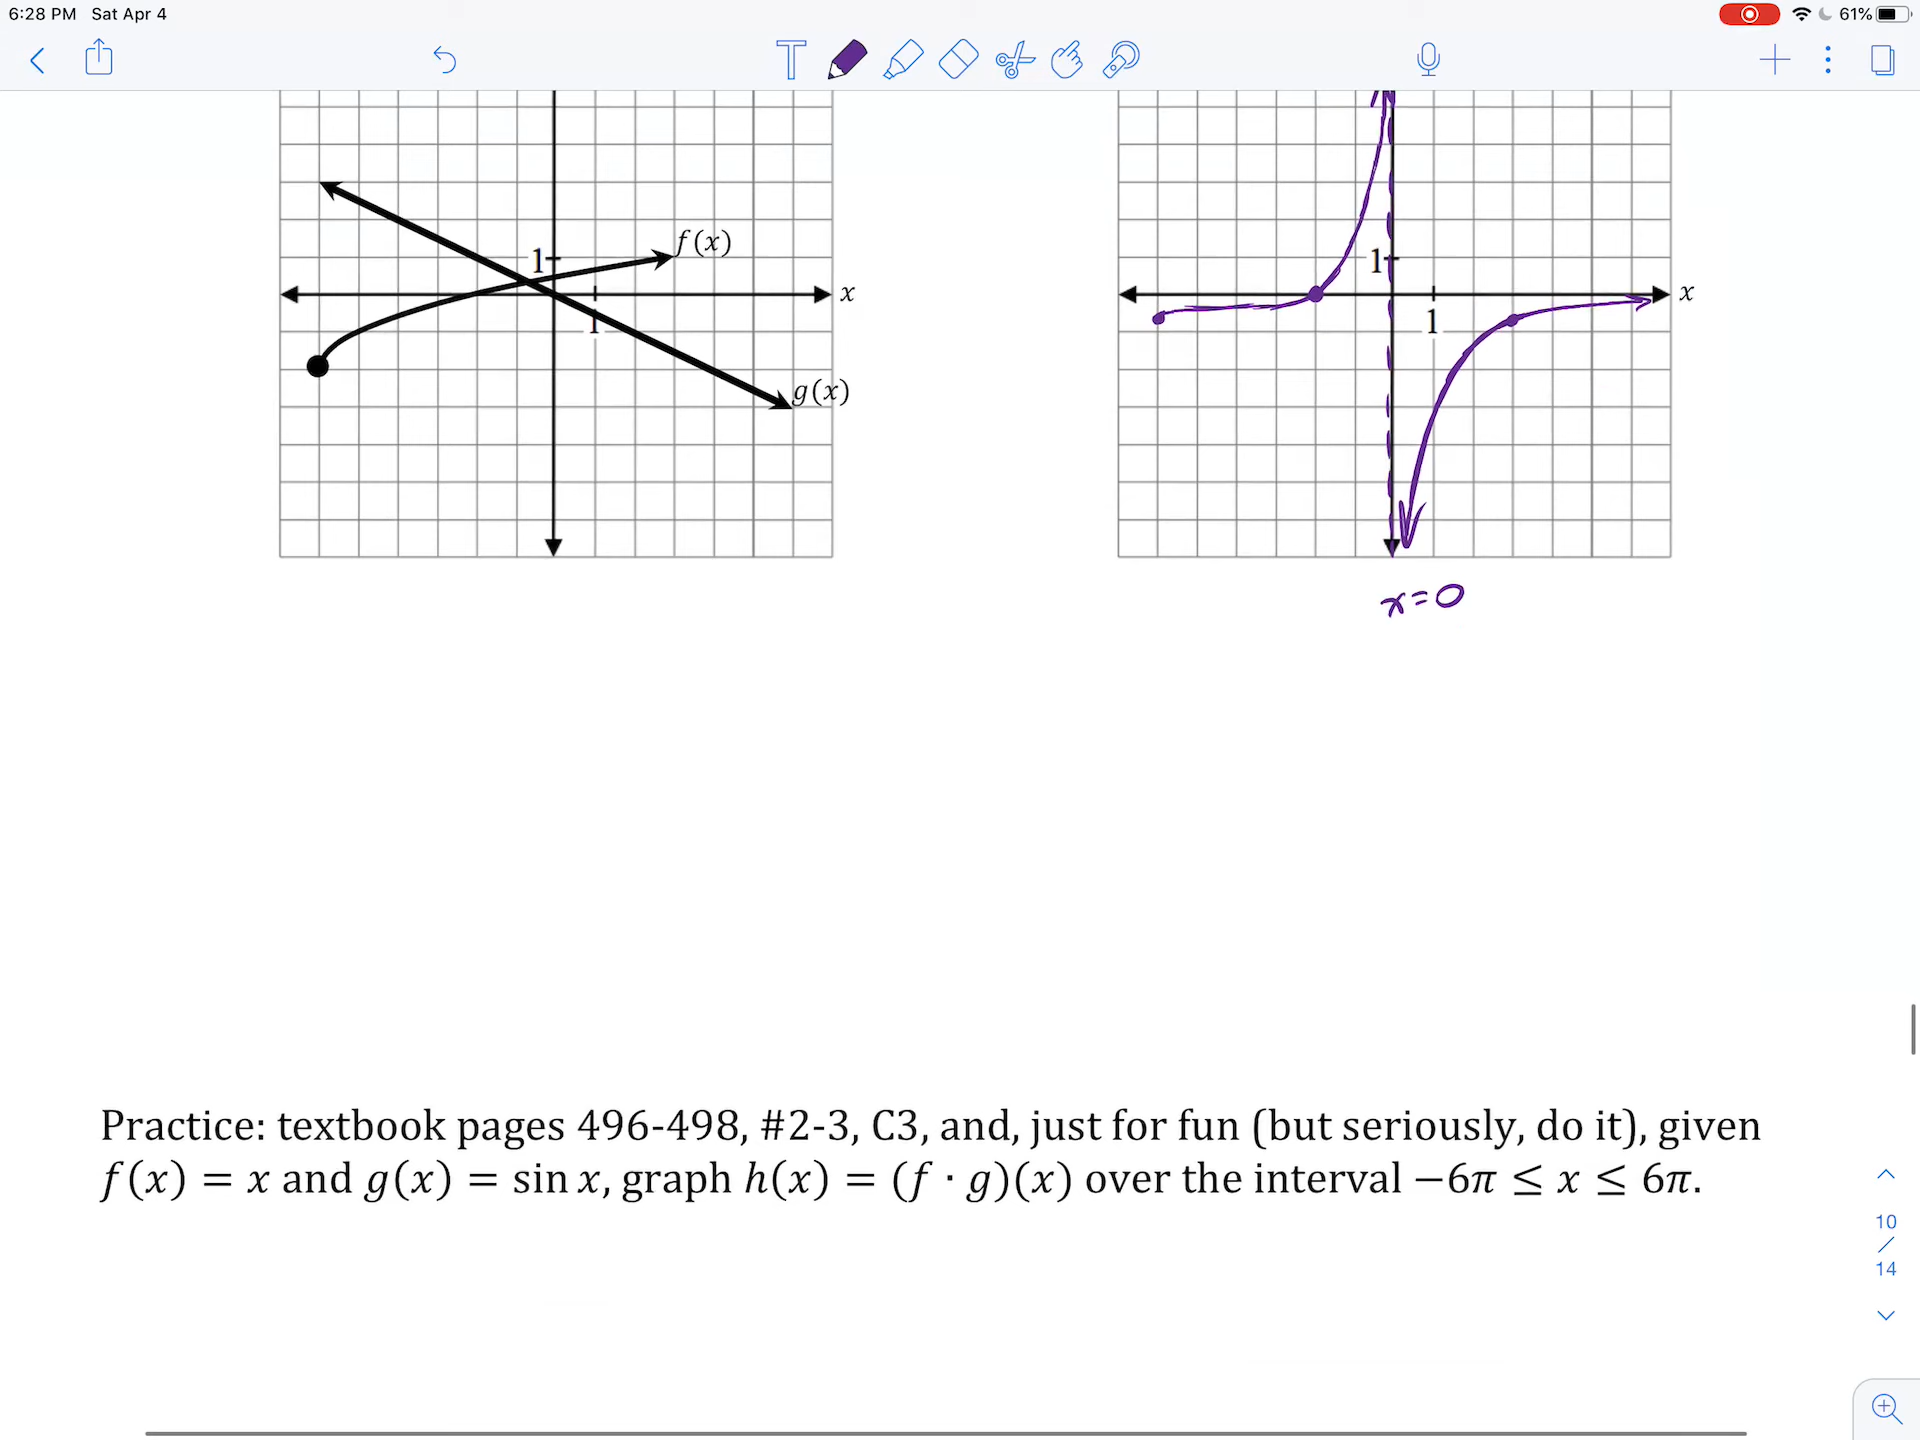 6:28 PM Sat Apr 4
61%
1
f(x)
x
1
g(x)
1
x
1
x=0
Practice: textbook pages 496-498, #2-3, C3, and, just for fun (but seriously, do it), given
f(x) = x and g(x) = sin x, graph h(x) = (f · g)(x) over the interval −6π ≤ x ≤ 6π.
10
/
14